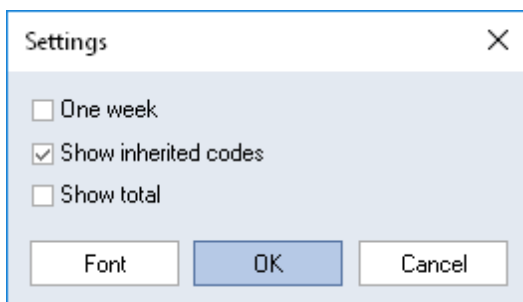 Settings
One week
Show inherited codes
Show total
Font OK Cancel